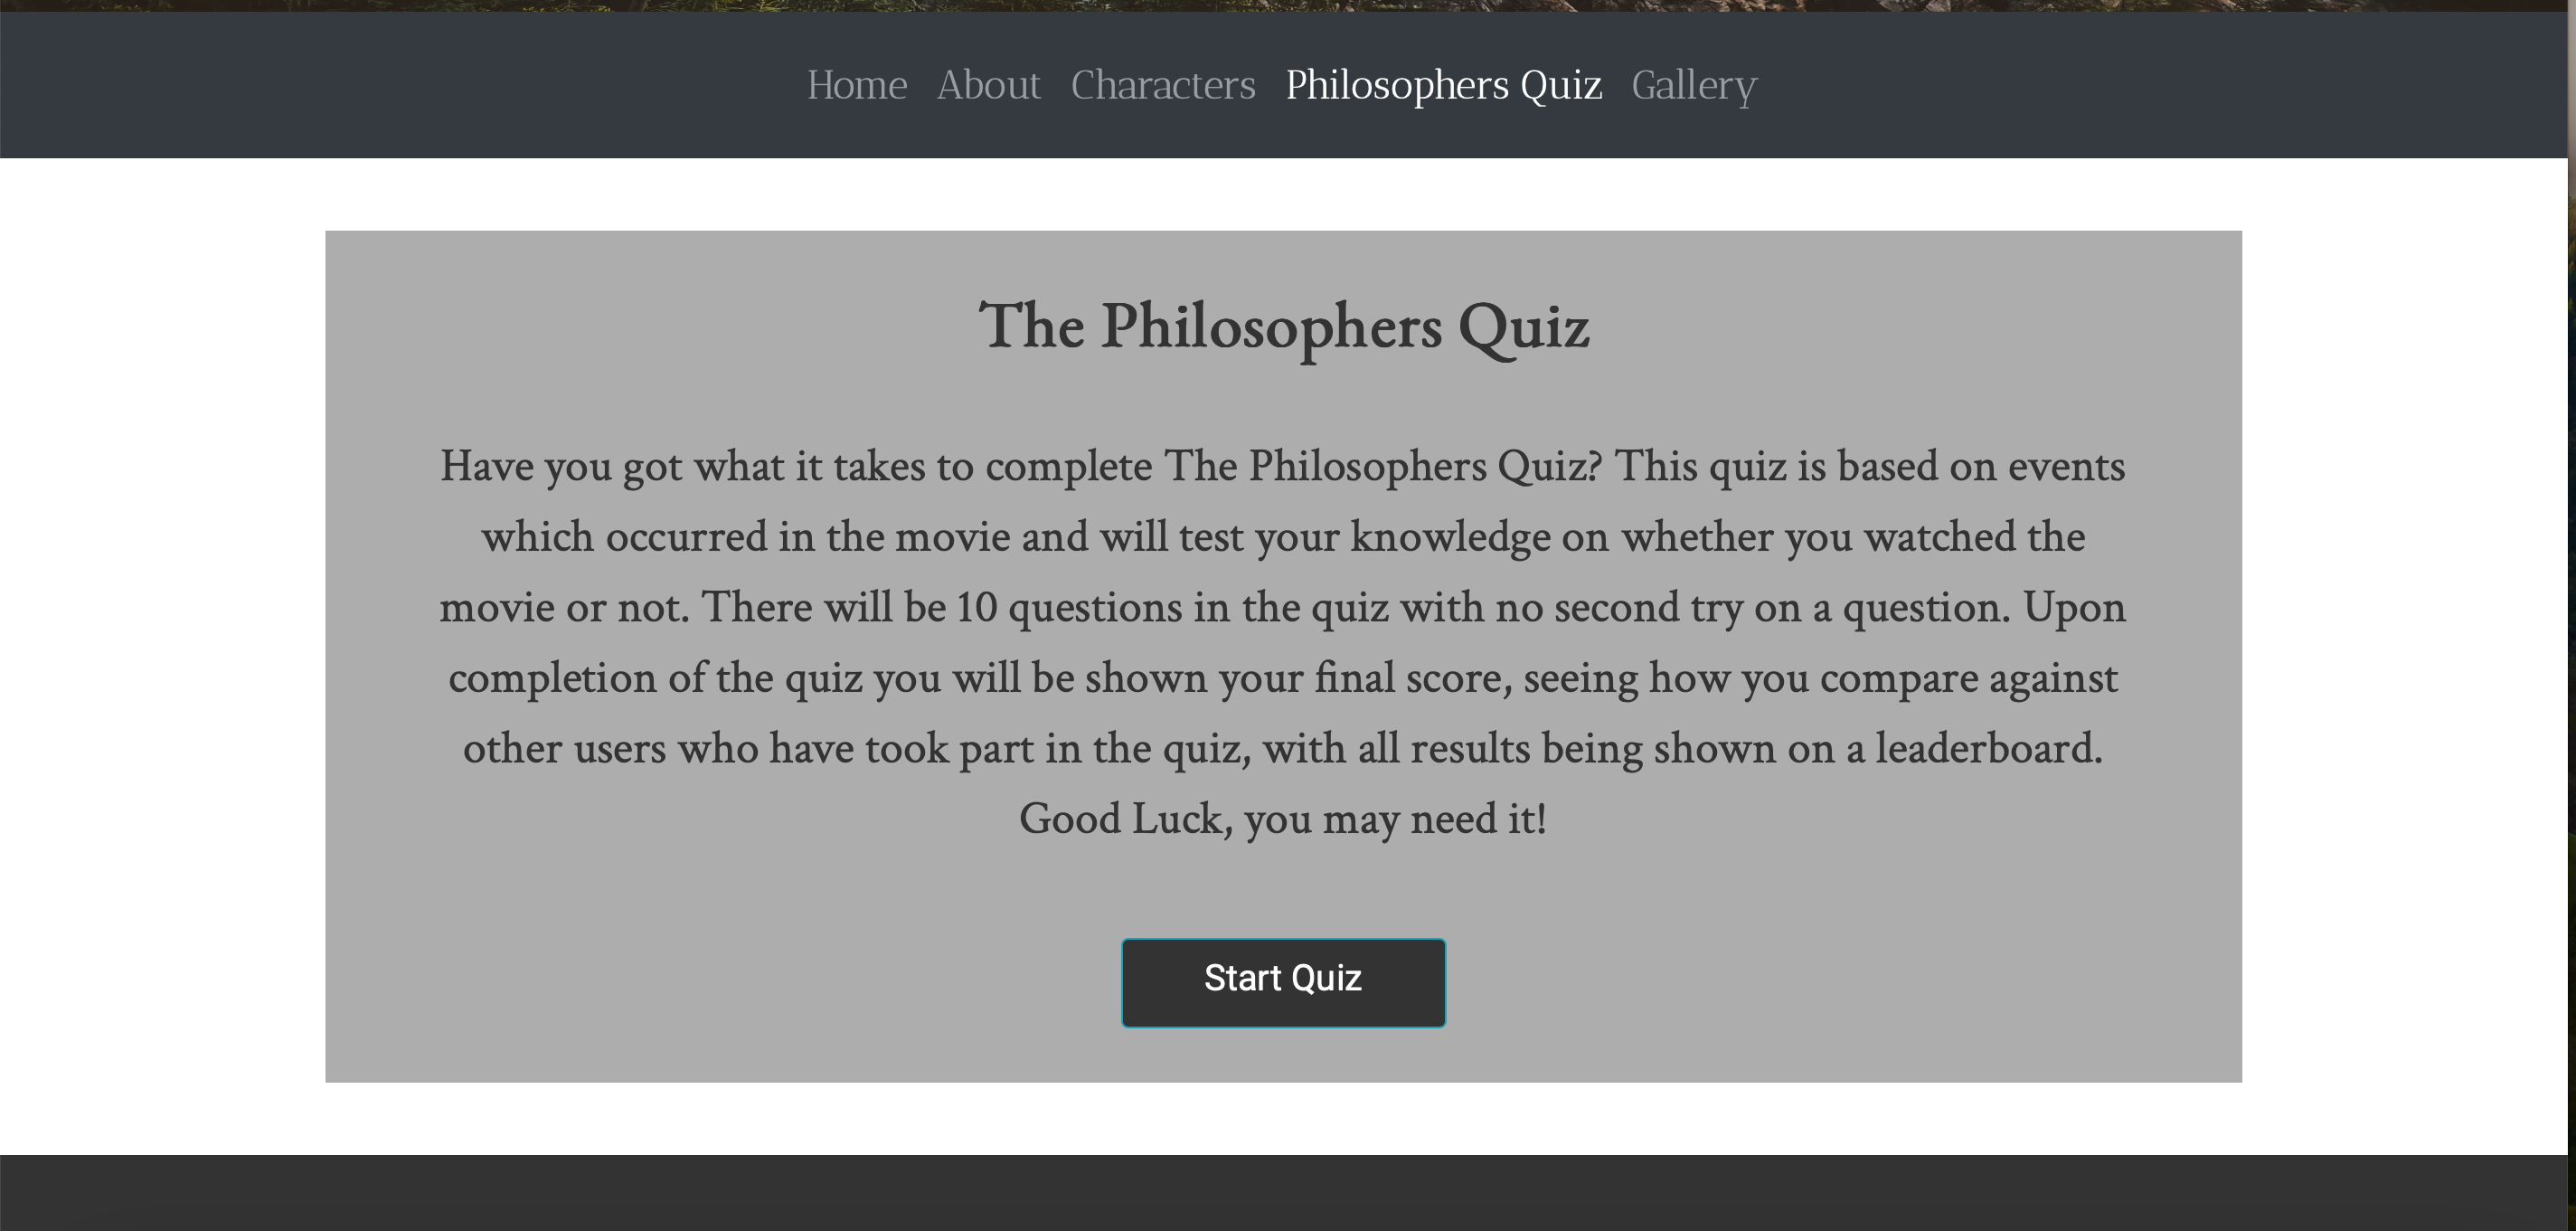 Home About Characters Philosophers Quiz Gallery
The Philosophers Quiz
Have you got what it takes to complete The Philosophers Quiz? This quiz is based on events
which occurred in the movie and will test your knowledge on whether you watched the
movie or not. There will be 10 questions in the quiz with no second try on a question. Upon
completion of the quiz you will be shown your final score, seeing how you compare against
other users who have took part in the quiz, with all results being shown on a leaderboard.
Good Luck, you may need it!
Start Quiz